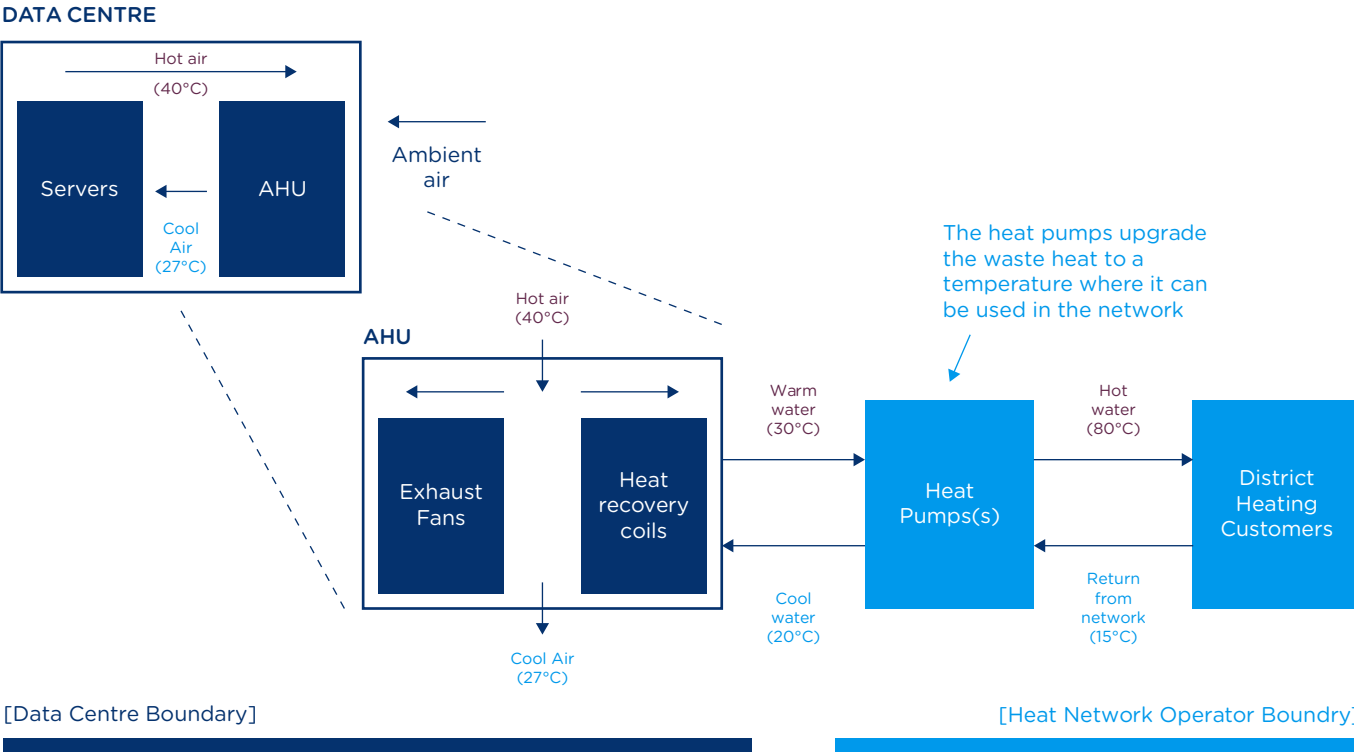 DATA CENTRE
Hot air
(40°C)
Servers
AHU
Cool
Air
(27°C)
Ambient
air
The heat pumps upgrade
the waste heat to a
temperature where it can
be used in the network
Hot air
(40°C)
AHU
Exhaust
Fans
Heat
recovery
coils
Cool Air
(27°C)
Warm
water
(30°C)
Cool
water
(20°C)
Heat
Pumps(s)
Hot
water
(80°C)
Return
from
network
(15°C)
District
Heating
Customers
[Data Centre Boundary]
[Heat Network Operator Boundry]